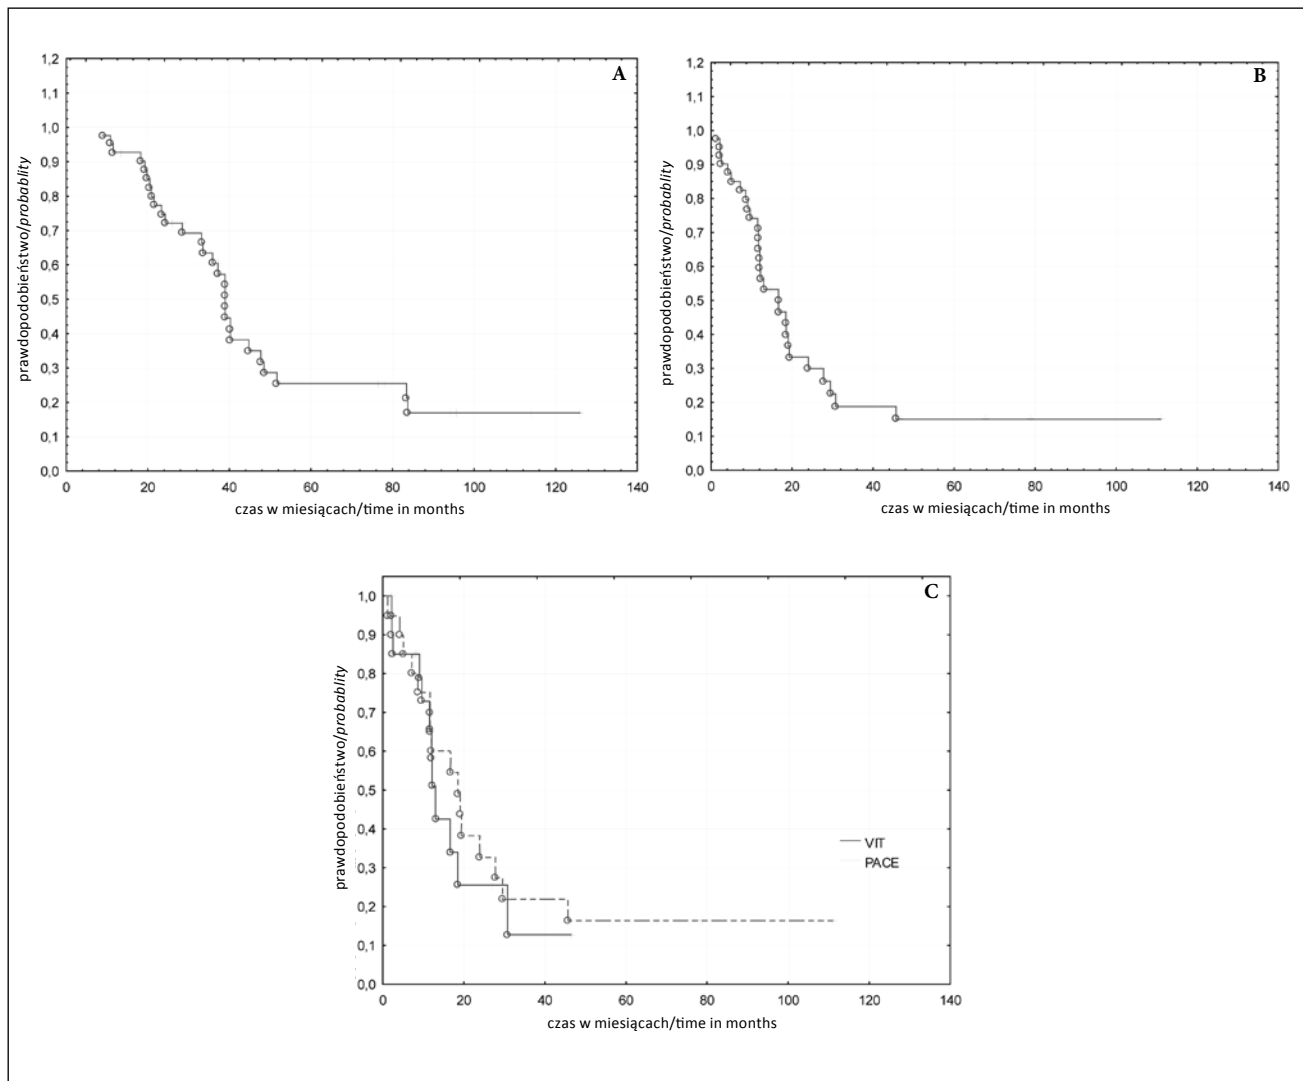 A
1,2
1,1
1,0
0,9
0,8
0,7
0,6
0,5
0,4
0,3
0,2
0,1
0,0
prawdopodobieństwo/probablity
0 20 40 60 80 100 120 140
czas w miesiącach/time in months
B
1,2
1,1
1,0
0,9
0,8
0,7
0,6
0,5
0,4
0,3
0,2
0,1
0,0
prawdopodobieństwo/probablity
0 20 40 60 80 100 120 140
czas w miesiącach/time in months
C
1,0
0,9
0,8
0,7
0,6
0,5
0,4
0,3
0,2
0,1
0,0
prawdopodobieństwo/probablity
VIT
PACE
0 20 40 60 80 100 120 140
czas w miesiącach/time in months